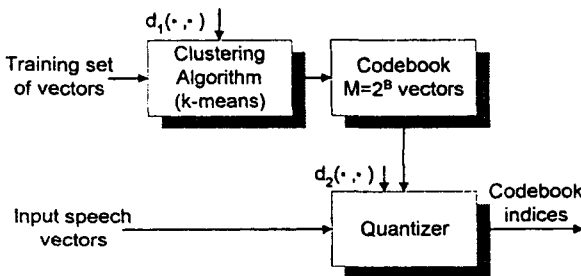 d₁(•,•)
Training set
of vectors
Clustering
Algorithm
(k-means)
Codebook
M=2ᴮ vectors
d₂(•,•)
Input speech
vectors
Quantizer
Codebook
indices